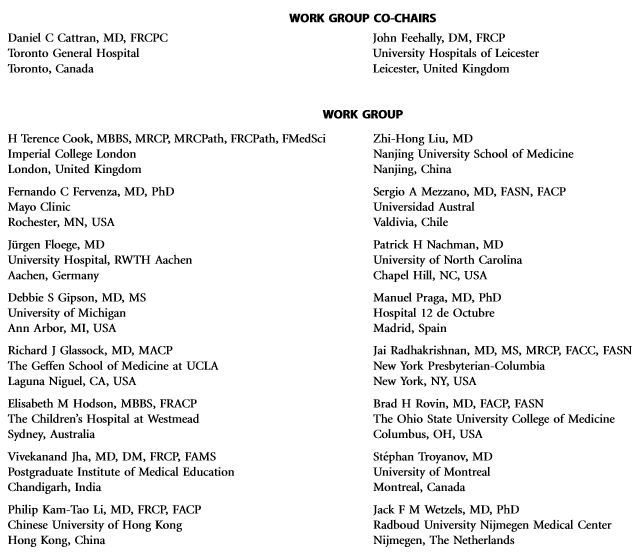 WORK GROUP CO-CHAIRS
Daniel C Cattran, MD, FRCPC
Toronto General Hospital
Toronto, Canada
John Feehally, DM, FRCP
University Hospitals of Leicester
Leicester, United Kingdom
WORK GROUP
H Terence Cook, MBBS, MRCP, MRCPath, FRCPath, FMedSci
Imperial College London
London, United Kingdom
Fernando C Fervenza, MD, PhD
Mayo Clinic
Rochester, MN, USA
Jürgen Floege, MD
University Hospital, RWTH Aachen
Aachen, Germany
Debbie S Gipson, MD, MS
University of Michigan
Ann Arbor, MI, USA
Richard J Glassock, MD, MACP
The Geffen School of Medicine at UCLA
Laguna Niguel, CA, USA
Elisabeth M Hodson, MBBS, FRACP
The Children's Hospital at Westmead
Sydney, Australia
Vivekanand Jha, MD, DM, FRCP, FAMS
Postgraduate Institute of Medical Education
Chandigarh, India
Philip Kam-Tao Li, MD, FRCP, FACP
Chinese University of Hong Kong
Hong Kong, China
Zhi-Hong Liu, MD
Nanjing University School of Medicine
Nanjing, China
Sergio A Mezzano, MD, FASN, FACP
Universidad Austral
Valdivia, Chile
Patrick H Nachman, MD
University of North Carolina
Chapel Hill, NC, USA
Manuel Praga, MD, PhD
Hospital 12 de Octubre
Madrid, Spain
Jai Radhakrishnan, MD, MS, MRCP, FACC, FASN
New York Presbyterian-Columbia
New York, NY, USA
Brad H Rovin, MD, FACP, FASN
The Ohio State University College of Medicine
Columbus, OH, USA
Stéphan Troyanov, MD
University of Montreal
Montreal, Canada
Jack F M Wetzels, MD, PhD
Radboud University Nijmegen Medical Center
Nijmegen, The Netherlands